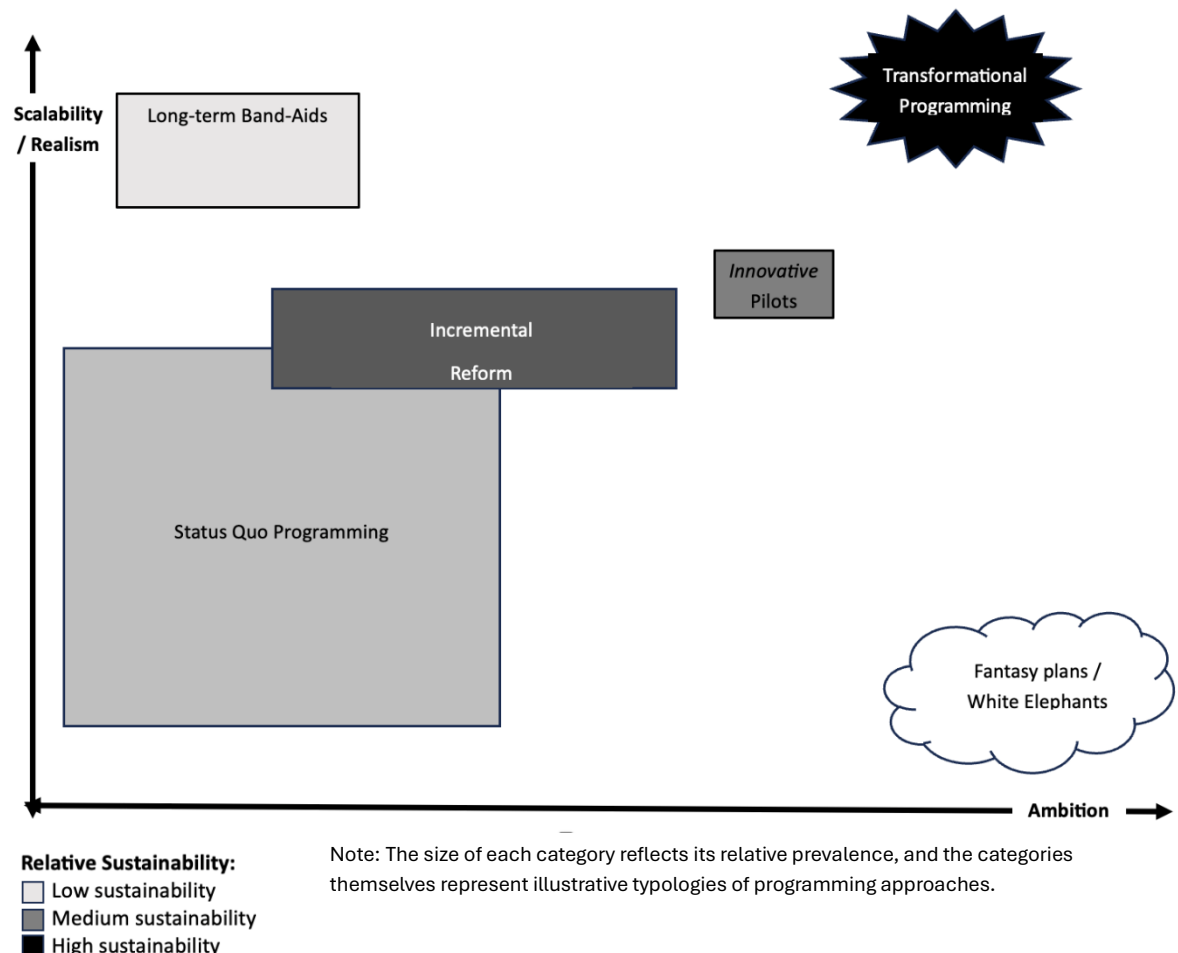 Transformational
Programming
Scalability
/ Realism
Long-term Band-Aids
Innovative
Pilots
Incremental
Reform
Status Quo Programming
Fantasy plans /
White Elephants
Ambition
Relative Sustainability:
Low sustainability
Medium sustainability
High sustainability
Note: The size of each category reflects its relative prevalence, and the categories
themselves represent illustrative typologies of programming approaches.